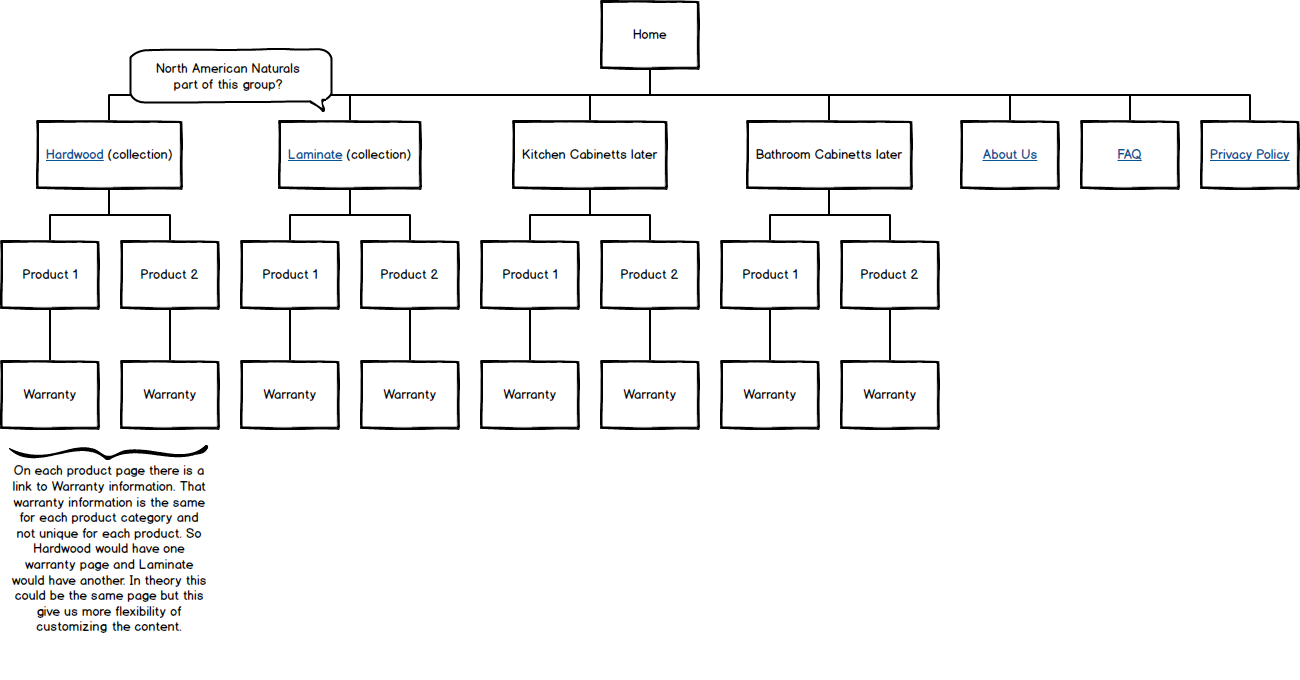 Home
North American Naturals
part of this group?
Hardwood (collection)
Laminate (collection)
Kitchen Cabinetts later
Bathroom Cabinetts later
About Us
FAQ
Privacy Policy
Product 1
Product 2
Product 1
Product 2
Product 1
Product 2
Product 1
Product 2
Warranty
Warranty
Warranty
Warranty
Warranty
Warranty
Warranty
Warranty
On each product page there is a
link to Warranty information. That
warranty information is the same
for each product category and
not unique for each product. So
Hardwood would have one
warranty page and Laminate
would have another. In theory this
could be the same page but this
give us more flexibility of
customizing the content.